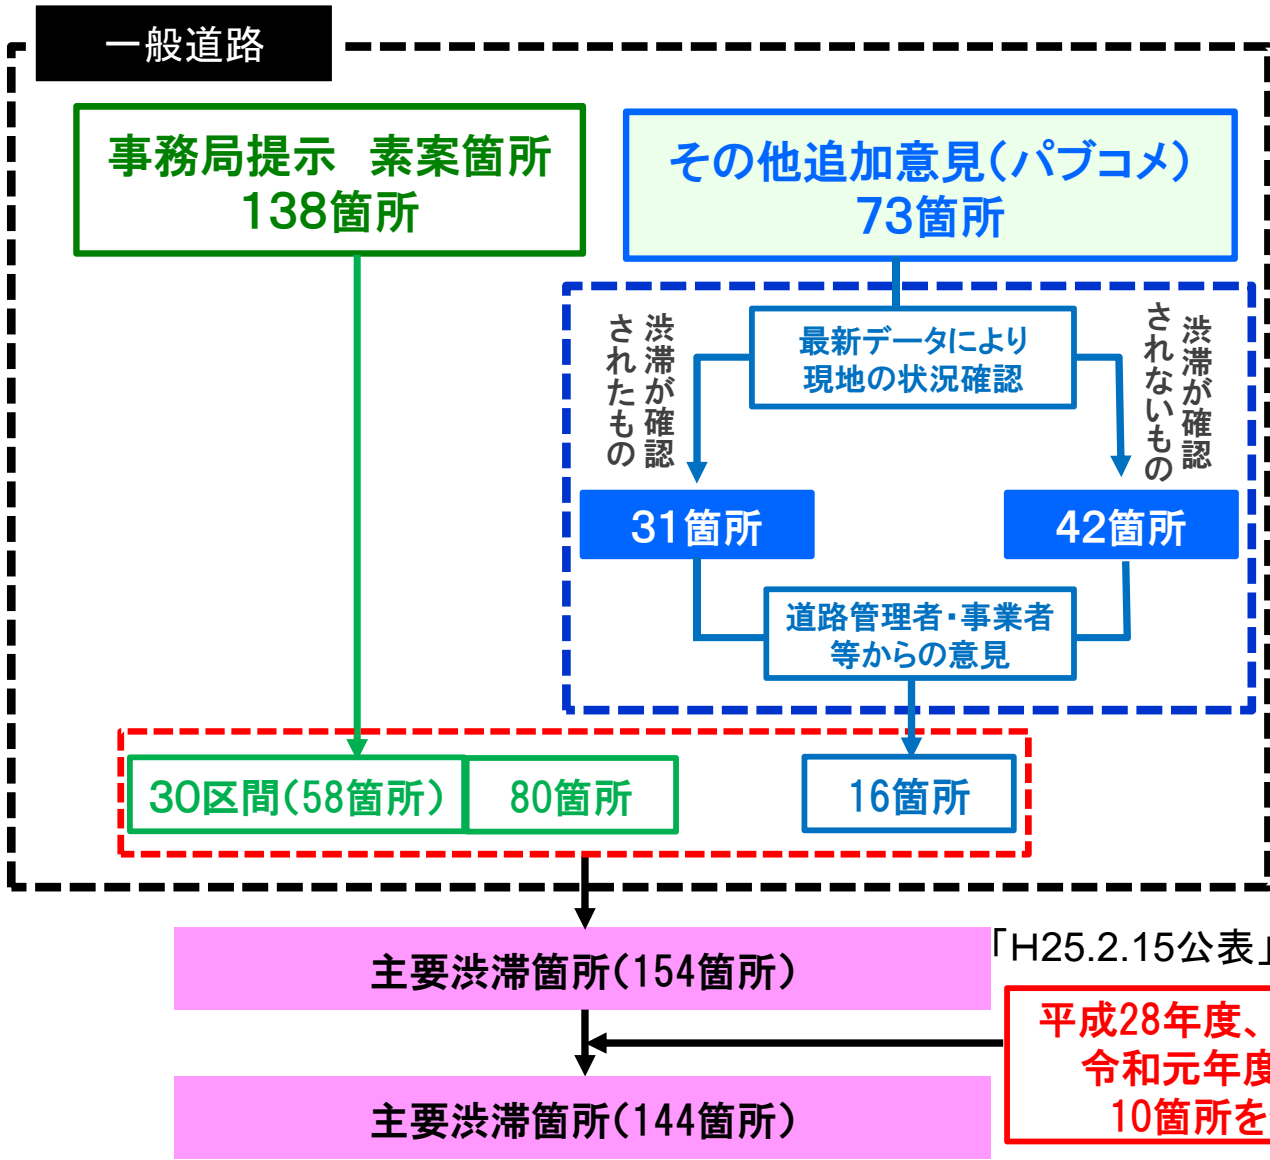 一般道路
事務局提示　素案箇所
138箇所
その他追加意見(パブコメ)
73箇所
最新データにより
現地の状況確認
渋滞が確認
されたもの
渋滞が確認
されないもの
31箇所
42箇所
道路管理者・事業者
等からの意見
30区間(58箇所)
80箇所
16箇所
主要渋滞箇所(154箇所)
「H25.2.15公表」
平成28年度、
令和元年度
10箇所を
主要渋滞箇所(144箇所)